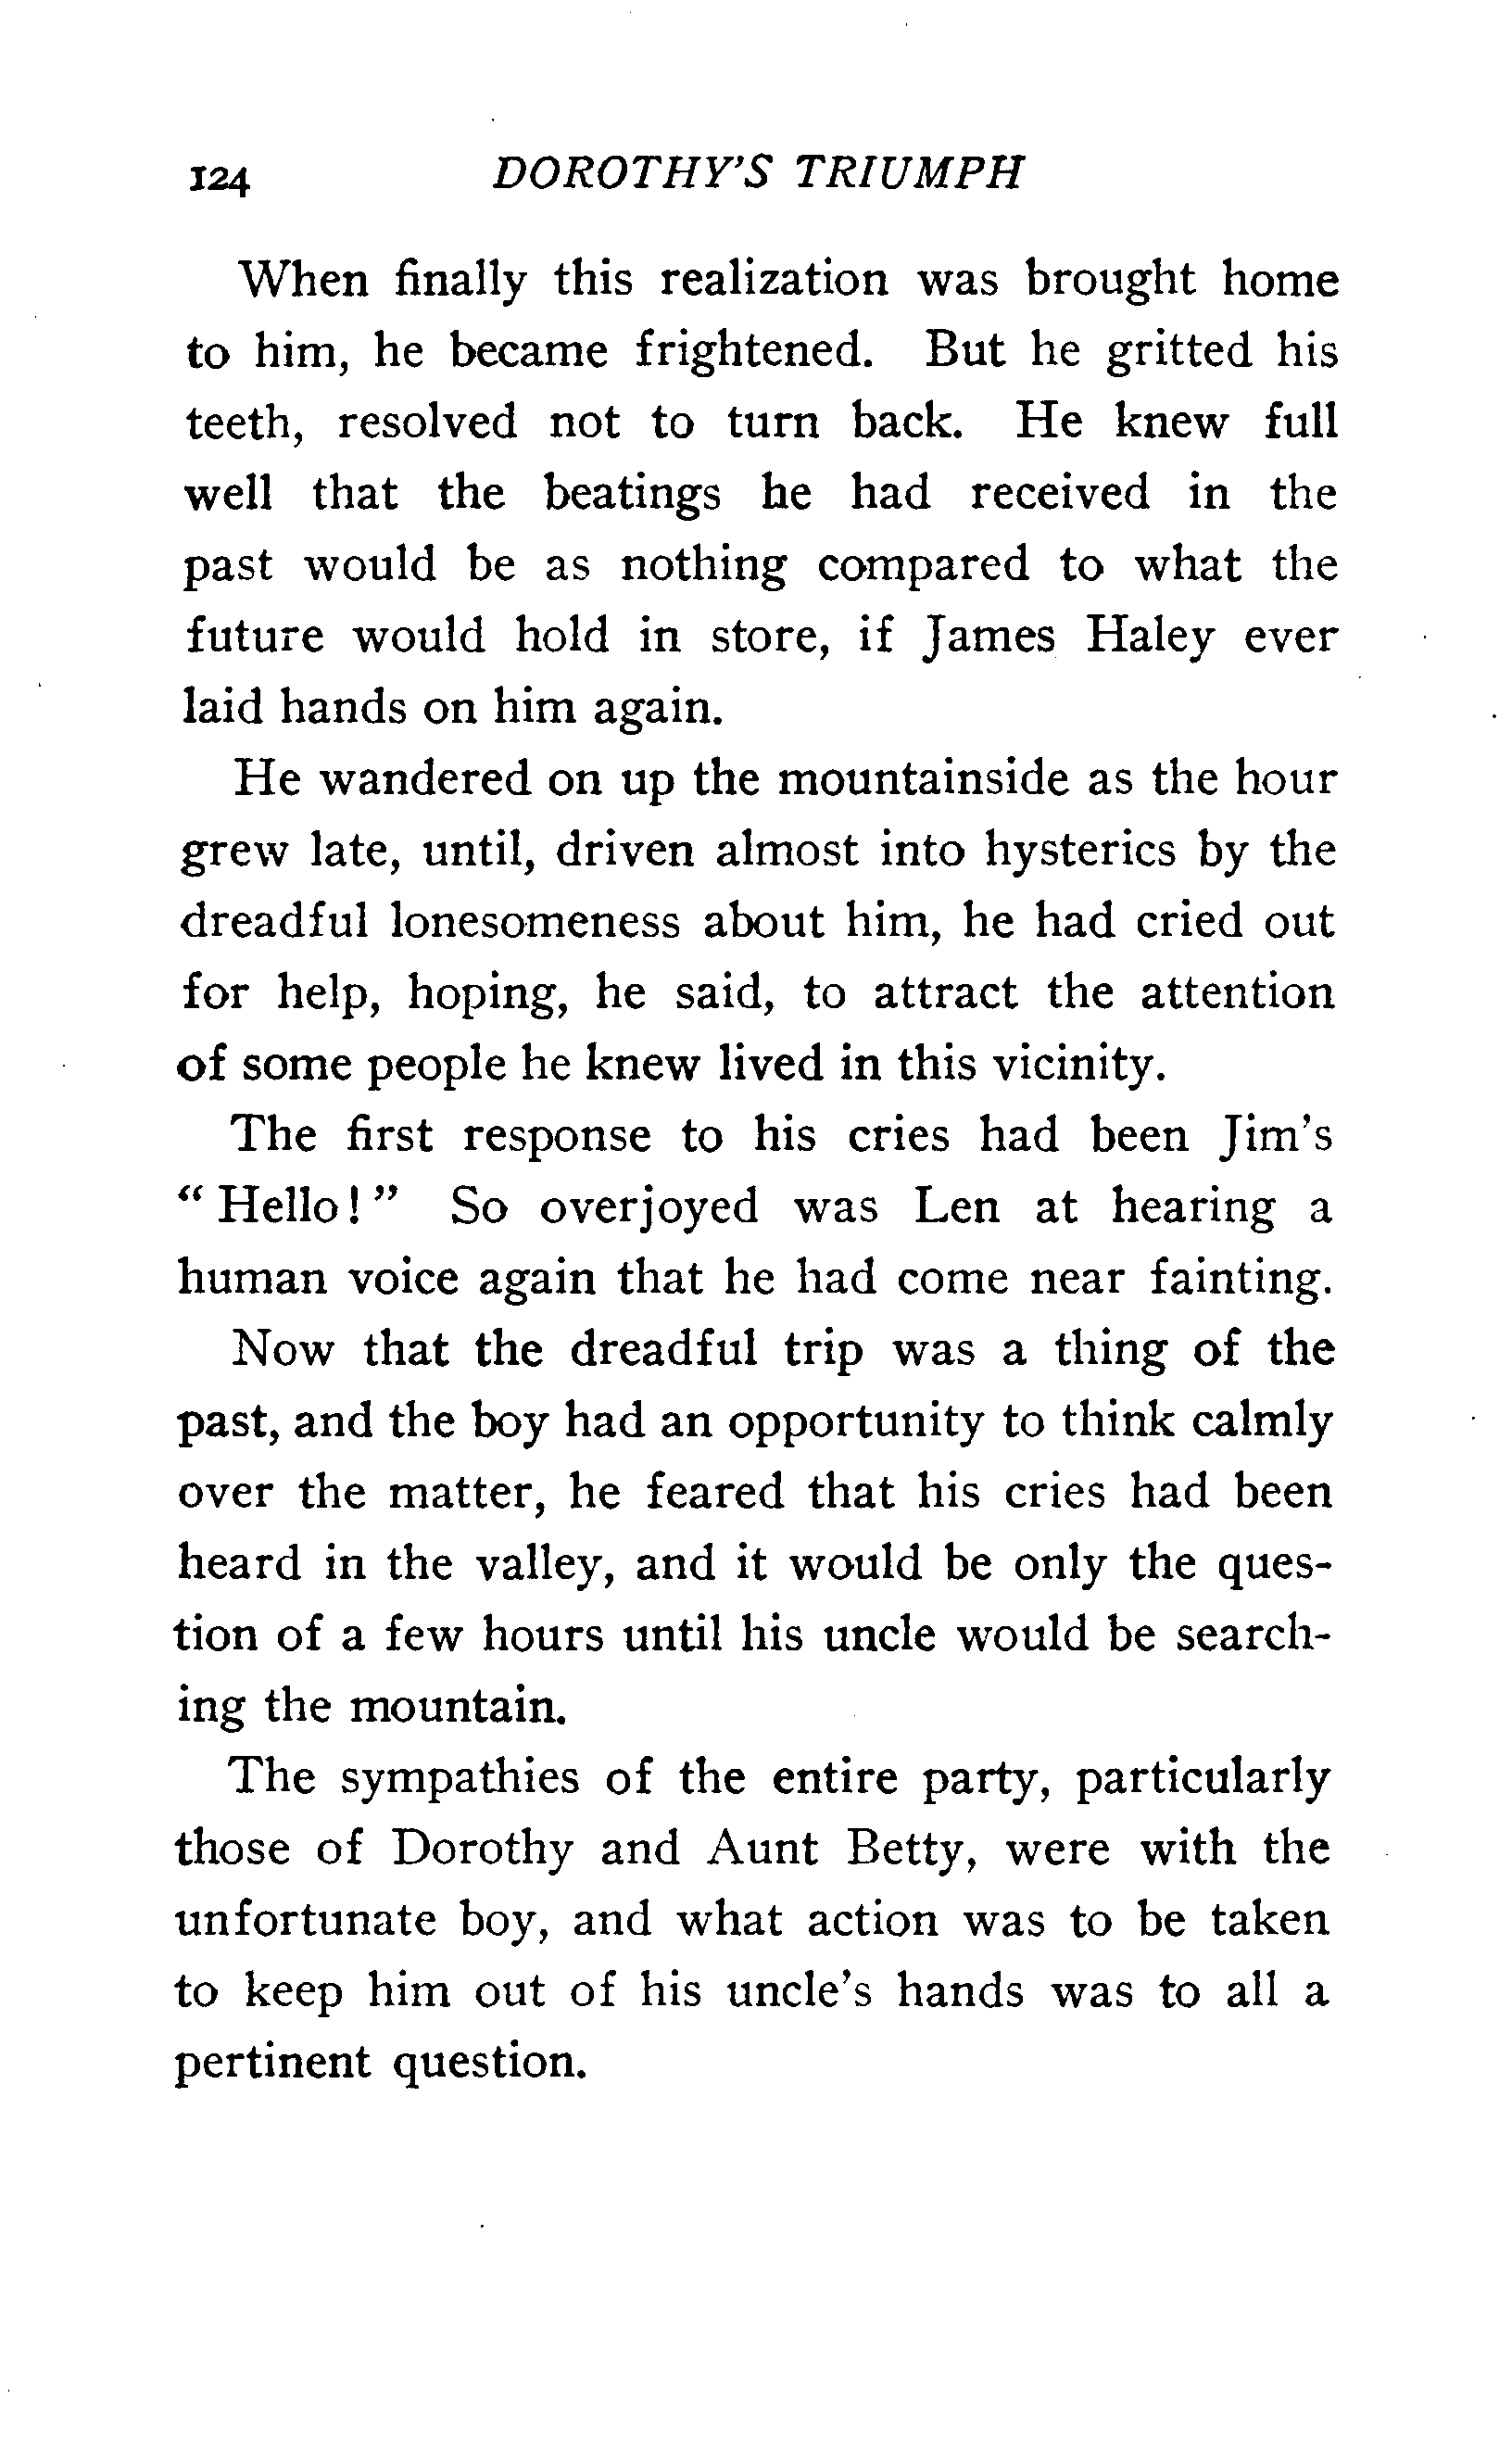 124 DOROTHY'S TRIUMPH
When finally this realization was brought home
to him, he became frightened. But he gritted his
teeth, resolved not to turn back. He knew full
well that the beatings he had received in the
past would be as nothing compared to what the
future would hold in store, if James Haley ever
laid hands on him again.
He wandered on up the mountainside as the hour
grew late, until, driven almost into hysterics by the
dreadful lonesomeness about him, he had cried out
for help, hoping, he said, to attract the attention
of some people he knew lived in this vicinity.
The first response to his cries had been Jim's
“ Hello! ” So overjoyed was Len at hearing a
human voice again that he had come near fainting.
Now that the dreadful trip was a thing of the
past, and the boy had an opportunity to think calmly
over the matter, he feared that his cries had been
heard in the valley, and it would be only the ques-
tion of a few hours until his uncle would be search-
ing the mountain.
The sympathies of the entire party, particularly
those of Dorothy and Aunt Betty, were with the
unfortunate boy, and what action was to be taken
to keep him out of his uncle's hands was to all a
pertinent question.